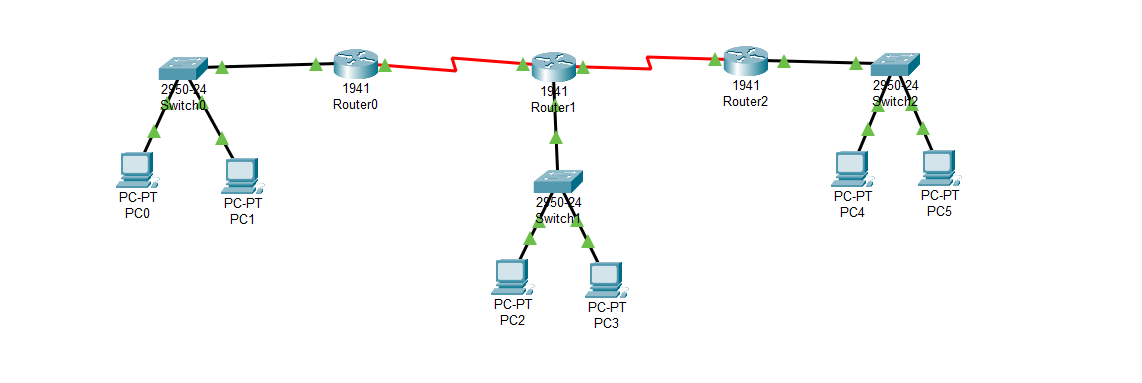 2950-24
Switch0
1941
Router0
1941
Router1
1941
Router2
2950-24
Switch2
PC-PT
PC0
PC-PT
PC1
2950-24
Switch1
PC-PT
PC4
PC-PT
PC5
PC-PT
PC2
PC-PT
PC3